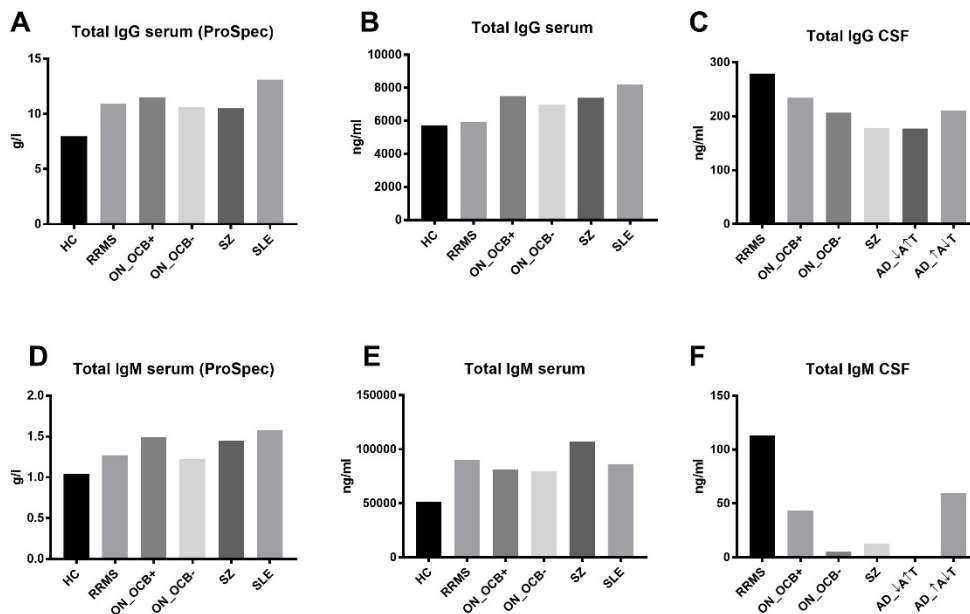 A
Total IgG serum (ProSpec)
15
10
5
0
g/l
HC
RRMS
ON_OCB+
ON_OCB-
SZ
SLE
B
Total IgG serum
10000
8000
6000
4000
2000
0
ng/ml
HC
RRMS
ON_OCB+
ON_OCB-
SZ
SLE
C
Total IgG CSF
300
200
100
0
ng/ml
RRMS
ON_OCB+
ON_OCB-
SZ
AD_↓A↑T
AD_↑A↓T
D
Total IgM serum (ProSpec)
2.0
1.5
1.0
0.5
0.0
g/l
HC
RRMS
ON_OCB+
ON_OCB-
SZ
SLE
E
Total IgM serum
150000
100000
50000
0
ng/ml
HC
RRMS
ON_OCB+
ON_OCB-
SZ
SLE
F
Total IgM CSF
150
100
50
0
ng/ml
RRMS
ON_OCB+
ON_OCB-
SZ
AD_↓A↑T
AD_↑A↓T